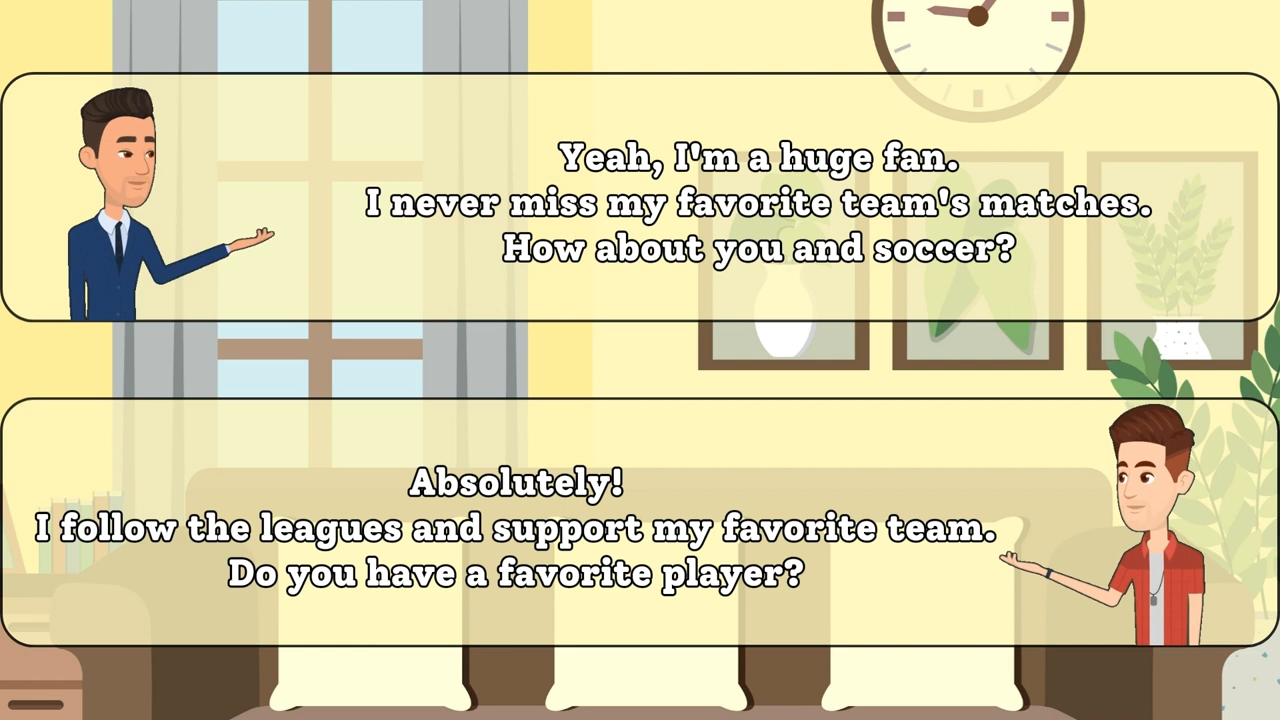 Yeah, I'm a huge fan.
I never miss my favorite team's matches.
How about you and soccer?
Absolutely!
I follow the leagues and support my favorite team.
Do you have a favorite player?